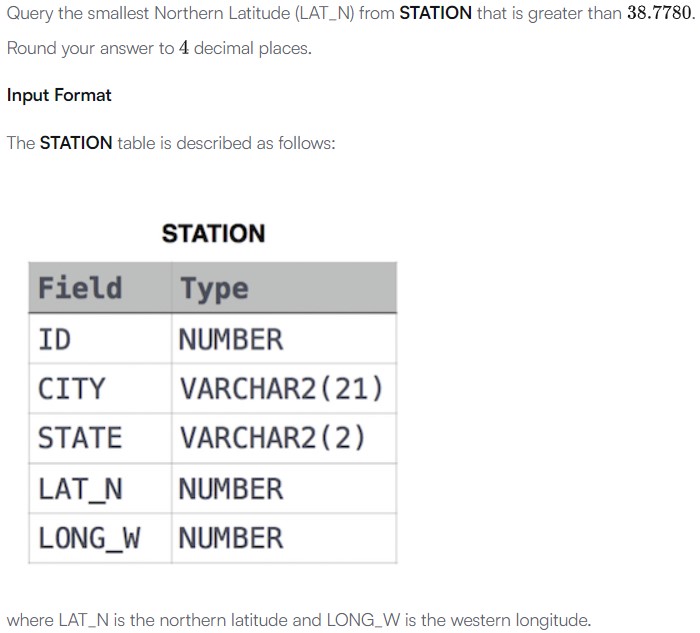 Query the smallest Northern Latitude (LAT_N) from STATION that is greater than 38.7780.
Round your answer to 4 decimal places.
Input Format
The STATION table is described as follows:
STATION
Field Type
ID NUMBER
CITY VARCHAR2(21)
STATE VARCHAR2(2)
LAT_N NUMBER
LONG_W NUMBER
where LAT_N is the northern latitude and LONG_W is the western longitude.